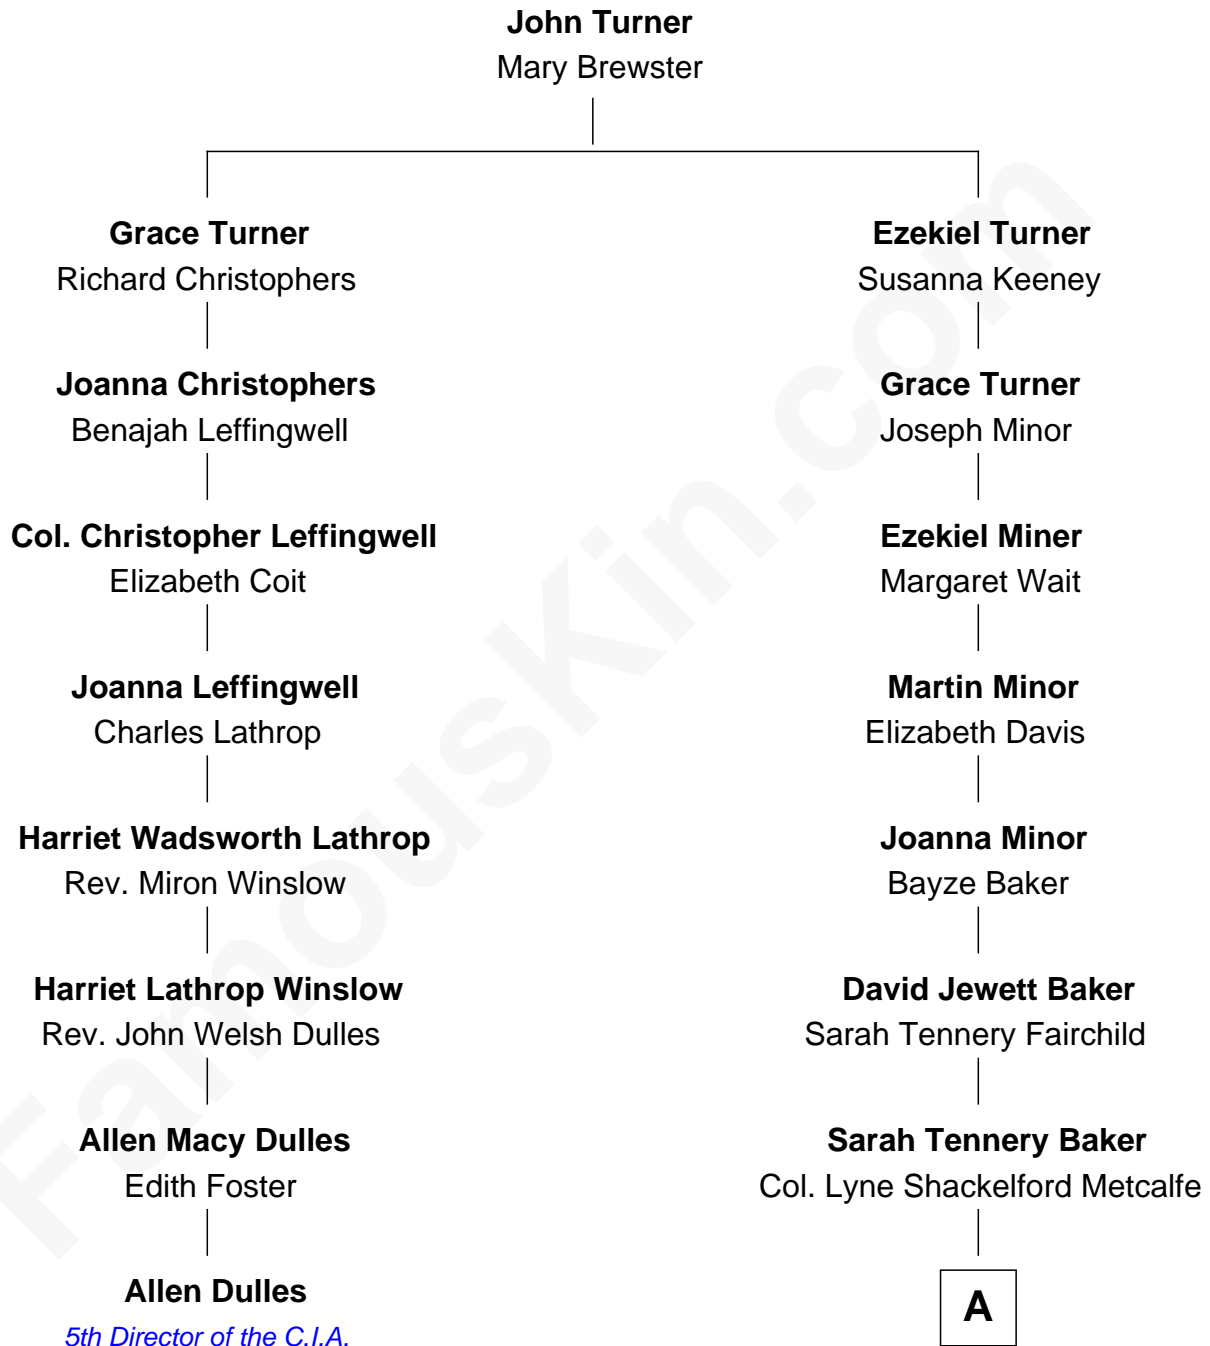 John Turner
Mary Brewster
Grace Turner
Richard Christophers
Ezekiel Turner
Susanna Keeney
Joanna Christophers
Benajah Leffingwell
Grace Turner
Joseph Minor
Col. Christopher Leffingwell
Elizabeth Coit
Ezekiel Miner
Margaret Wait
Joanna Leffingwell
Charles Lathrop
Martin Minor
Elizabeth Davis
Harriet Wadsworth Lathrop
Rev. Miron Winslow
Joanna Minor
Bayze Baker
Harriet Lathrop Winslow
Rev. John Welsh Dulles
David Jewett Baker
Sarah Tennery Fairchild
Allen Macy Dulles
Edith Foster
Sarah Tennery Baker
Col. Lyne Shackelford Metcalfe
Allen Dulles
5th Director of the C.I.A.
A
FamousKin.com